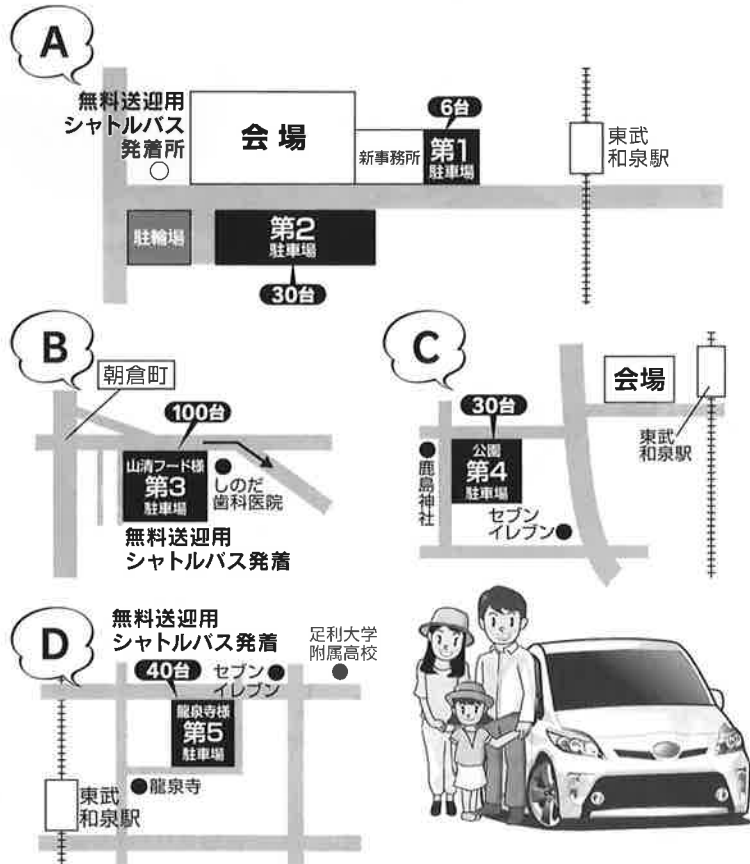 A
無料送迎用
シャトルバス
発着所
会場
新事務所
6台
第1
駐車場
東武
和泉駅
駐輪場
第2
駐車場
30台
B
朝倉町
100台
山清フード様
第3
駐車場
しのだ
歯科医院
無料送迎用
シャトルバス発着
C
会場
30台
公園
第4
駐車場
鹿島神社
セブン
イレブン
東武
和泉駅
D
無料送迎用
シャトルバス発着
足利大学
附属高校
40台
セブン
イレブン
龍泉寺様
第5
駐車場
龍泉寺
東武
和泉駅